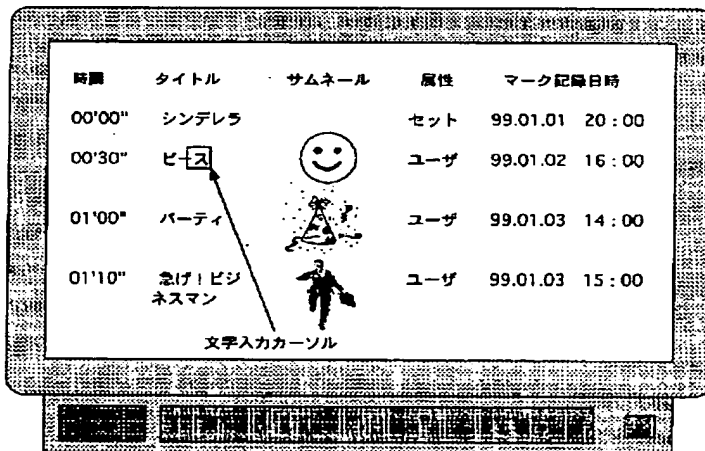 時間 タイトル サムネール 属性 マーク記録日時
00'00" シンデレラ セット 99.01.01 20：00
00'30" ピース ユーザ 99.01.02 16：00
01'00" パーティ ユーザ 99.01.03 14：00
01'10" 急げ！ビジ ユーザ 99.01.03 15：00
ネスマン
文字入力カーソル